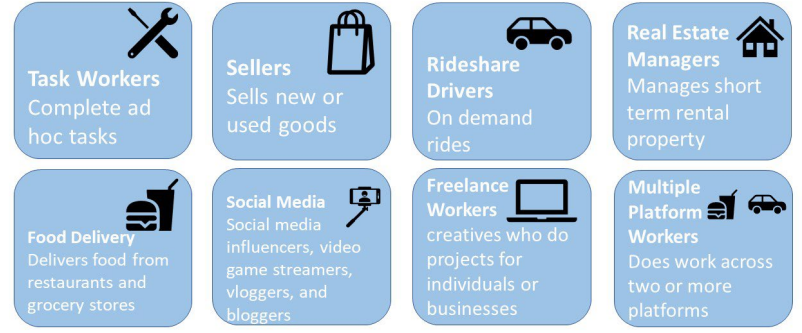 Task Workers
Complete ad
hoc tasks
Sellers
Sells new or
used goods
Rideshare
Drivers
On demand
rides
Real Estate
Managers
Manages short
term rental
property
Food Delivery
Delivers food from
restaurants and
grocery stores
Social Media
Social media
influencers, video
game streamers,
vloggers, and
bloggers
Freelance
Workers
creatives who do
projects for
individuals or
businesses
Multiple
Platform
Workers
Does work across
two or more
platforms